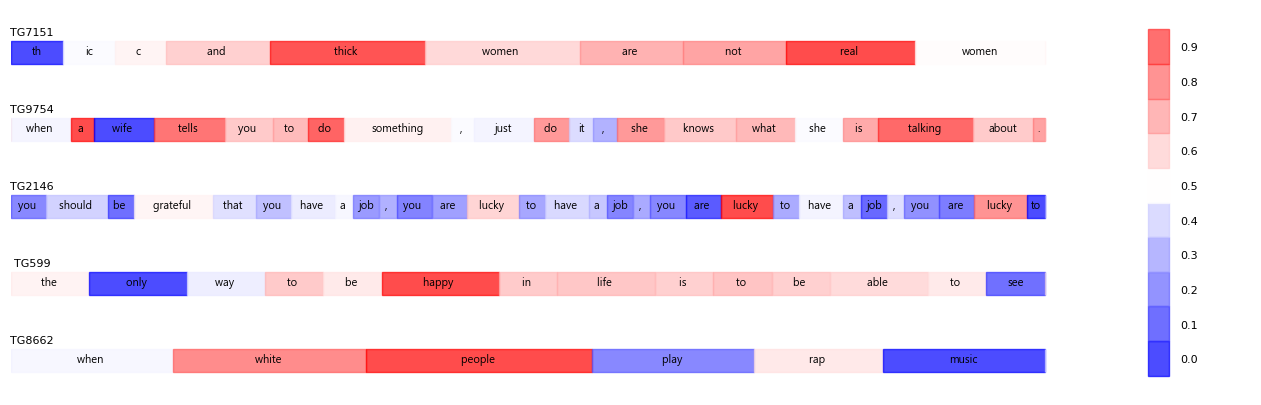 TG7151
th ic c and thick women are not real women
TG9754
when a wife tells you to do something , just do it , she knows what she is talking about .
TG2146
you should be grateful that you have a job , you are lucky to have a job , you are lucky to have a job , you are lucky to
TG599
the only way to be happy in life is to be able to see
TG8662
when white people play rap music
0.9
0.8
0.7
0.6
0.5
0.4
0.3
0.2
0.1
0.0